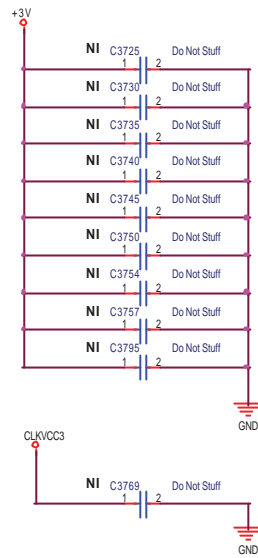 +3V
NI C3725 Do Not Stuff
1 2
NI C3730 Do Not Stuff
1 2
NI C3735 Do Not Stuff
1 2
NI C3740 Do Not Stuff
1 2
NI C3745 Do Not Stuff
1 2
NI C3750 Do Not Stuff
1 2
NI C3754 Do Not Stuff
1 2
NI C3757 Do Not Stuff
1 2
NI C3795 Do Not Stuff
1 2
GND
CLKVCC3
NI C3769 Do Not Stuff
1 2
GND